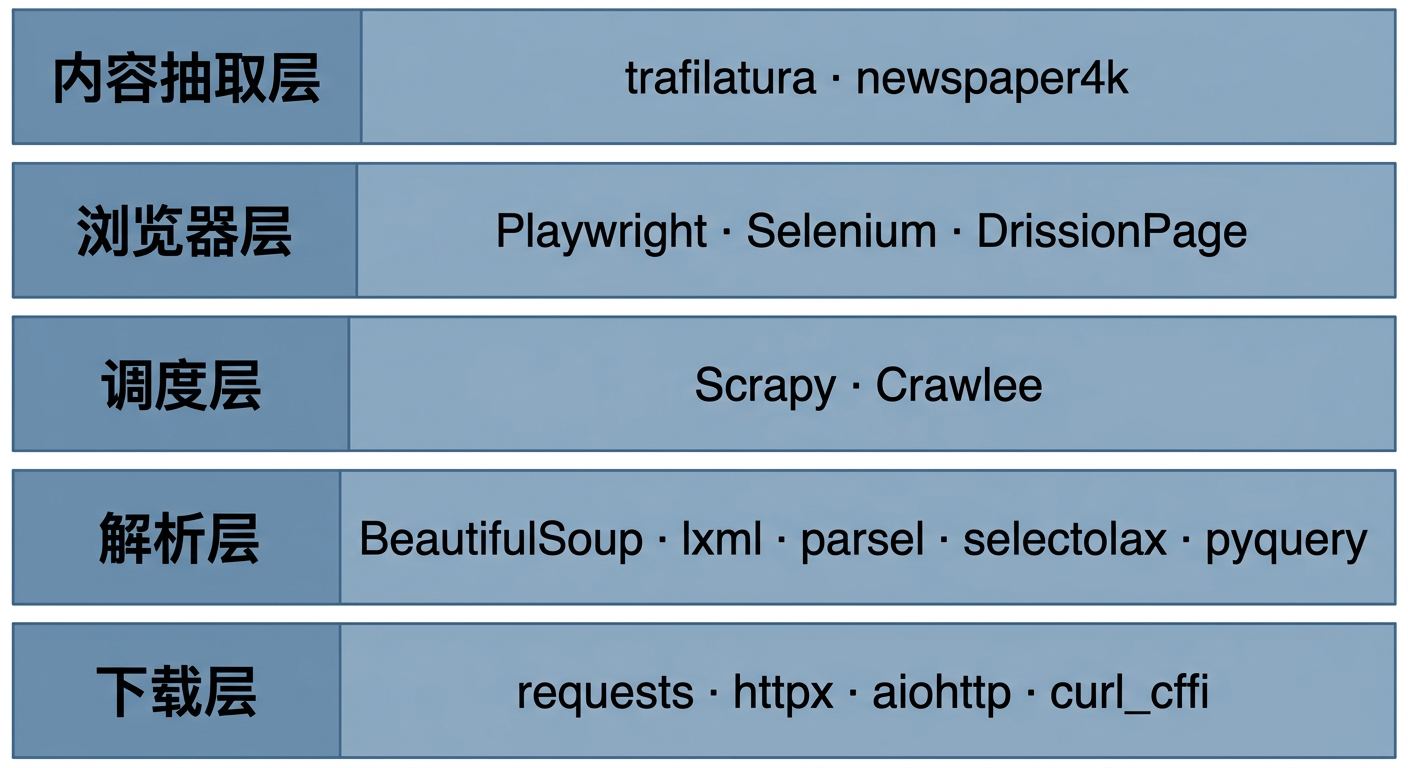 内容抽取层
trafilatura · newspaper4k
浏览器层
Playwright · Selenium · DrissionPage
调度层
Scrapy · Crawlee
解析层
BeautifulSoup · lxml · parsel · selectolax · pyquery
下载层
requests · httpx · aiohttp · curl_cffi